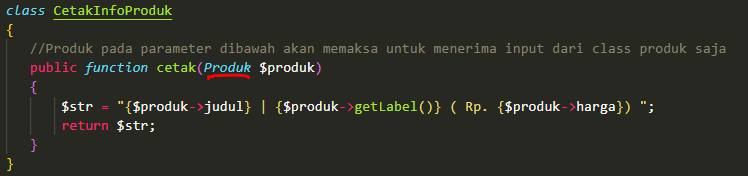 class CetakInfoProduk
{
//Produk pada parameter dibawah akan memaksa untuk menerima input dari class produk saja
public function cetak(Produk $produk)
{
$str = "{$produk->judul} | {$produk->getLabel()} ( Rp. {$produk->harga}) ";
return $str;
}
}